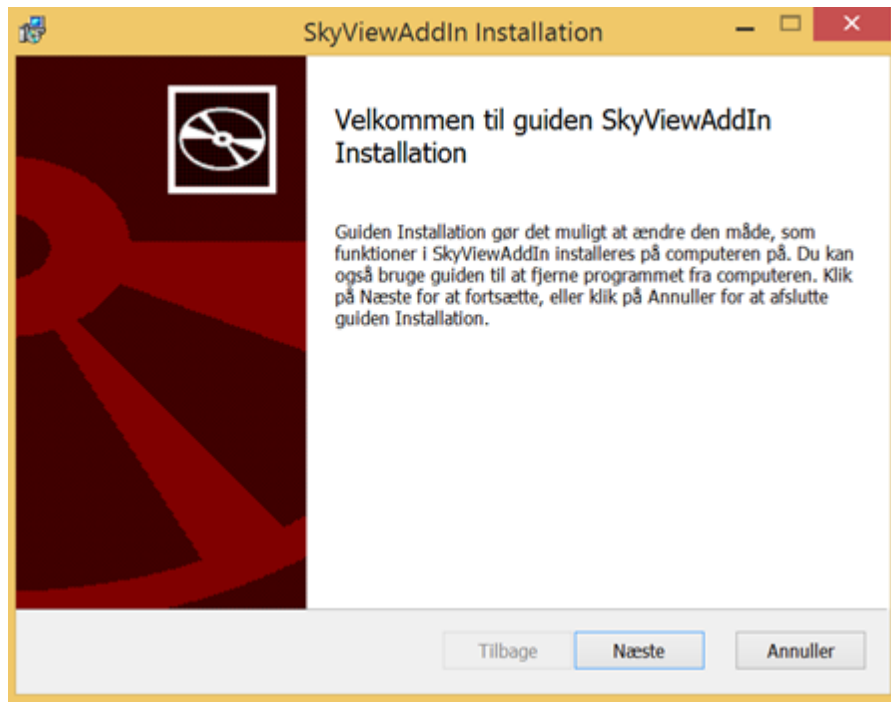 SkyViewAddIn Installation
Velkommen til guiden SkyViewAddIn
Installation
Guiden Installation gør det muligt at ændre den måde, som
funktioner i SkyViewAddIn installeres på computeren på. Du kan
også bruge guiden til at fjerne programmet fra computeren. Klik
på Næste for at fortsætte, eller klik på Annuller for at afslutte
guiden Installation.
Tilbage
Næste
Annuller